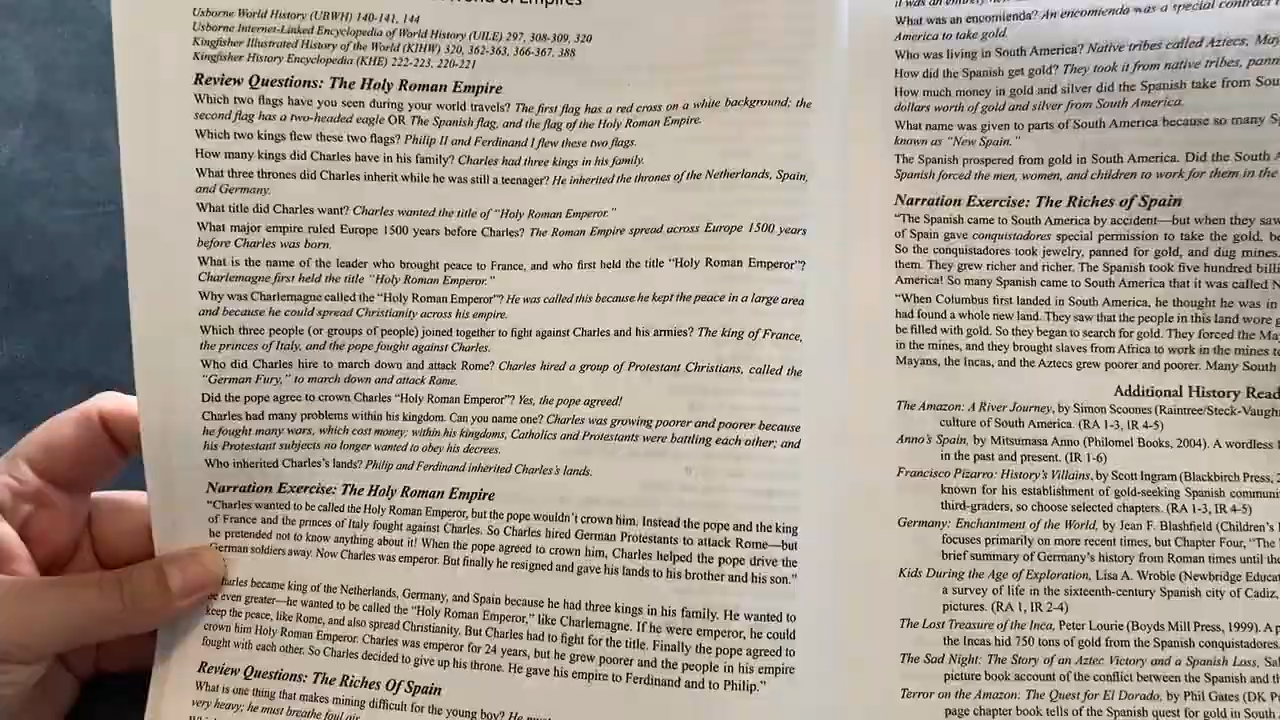 World of Empires
Usborne World History (URWH) 140-141, 144
Usborne Internet-Linked Encyclopedia of World History (UILE) 297, 308-309, 320
Kingfisher Illustrated History of the World (KIHW) 320, 362-363, 366-367, 388
Kingfisher History Encyclopedia (KHE) 222-223, 220-221
Review Questions: The Holy Roman Empire
Which two flags have you seen during your world travels? The first flag has a red cross on a white background; the
second flag has a two-headed eagle OR The Spanish flag, and the flag of the Holy Roman Empire.
Which two kings flew these two flags? Philip II and Ferdinand I flew these two flags.
How many kings did Charles have in his family? Charles had three kings in his family.
What three thrones did Charles inherit while he was still a teenager? He inherited the thrones of the Netherlands, Spain,
and Germany.
What title did Charles want? Charles wanted the title of "Holy Roman Emperor."
What major empire ruled Europe 1500 years before Charles? The Roman Empire spread across Europe 1500 years
before Charles was born.
What is the name of the leader who brought peace to France, and who first held the title "Holy Roman Emperor"?
Charlemagne first held the title "Holy Roman Emperor."
Why was Charlemagne called the "Holy Roman Emperor"? He was called this because he kept the peace in a large area
and because he could spread Christianity across his empire.
Which three people (or groups of people) joined together to fight against Charles and his armies? The king of France,
the princes of Italy, and the pope fought against Charles.
Who did Charles hire to march down and attack Rome? Charles hired a group of Protestant Christians, called the
"German Fury," to march down and attack Rome.
Did the pope agree to crown Charles "Holy Roman Emperor"? Yes, the pope agreed!
Charles had many problems within his kingdom. Can you name one? Charles was growing poorer and poorer because
he fought many wars, which cost money; within his kingdoms, Catholics and Protestants were battling each other; and
his Protestant subjects no longer wanted to obey his decrees.
Who inherited Charles's lands? Philip and Ferdinand inherited Charles's lands.
Narration Exercise: The Holy Roman Empire
"Charles wanted to be called the Holy Roman Emperor, but the pope wouldn't crown him. Instead the pope and the king
of France and the princes of Italy fought against Charles. So Charles hired German Protestants to attack Rome—but
he pretended not to know anything about it! When the pope agreed to crown him, Charles helped the pope drive the
German soldiers away. Now Charles was emperor. But finally he resigned and gave his lands to his brother and his son."
harles became king of the Netherlands, Germany, and Spain because he had three kings in his family. He wanted to
be even greater—he wanted to be called the "Holy Roman Emperor," like Charlemagne. If he were emperor, he could
keep the peace, like Rome, and also spread Christianity. But Charles had to fight for the title. Finally the pope agreed to
crown him Holy Roman Emperor. Charles was emperor for 24 years, but he grew poorer and the people in his empire
fought with each other. So Charles decided to give up his throne. He gave his empire to Ferdinand and to Philip."
Review Questions: The Riches Of Spain
What is one thing that makes mining difficult for the young boy? He
very heavy; he must breathe foul air
What was an encomienda? An encomienda was a special contract
America to take gold.
Who was living in South America? Native tribes called Aztecs,
How did the Spanish get gold? They took it from native tribes,
How much money in gold and silver did the Spanish take from
dollars worth of gold and silver from South America.
What name was given to parts of South America because so many
known as "New Spain."
The Spanish prospered from gold in South America. Did the South
Spanish forced the men, women, and children to work for them in the
Narration Exercise: The Riches of Spain
"The Spanish came to South America by accident—but when they saw
of Spain gave conquistadores special permission to take the gold,
So the conquistadores took jewelry, panned for gold, and dug mines.
them. They grew richer and richer. The Spanish took five hundred
America! So many Spanish came to South America that it was called
"When Columbus first landed in South America, he thought he was in
had found a whole new land. They saw that the people in this land wore
be filled with gold. So they began to search for gold. They forced the
in the mines, and they brought slaves from Africa to work in the mines
Mayans, the Incas, and the Aztecs grew poorer and poorer. Many South
Additional History Read
The Amazon: A River Journey, by Simon Scoones (Raintree/Steck-Vaugh
culture of South America. (RA 1-3, IR 4-5)
Anno's Spain, by Mitsumasa Anno (Philomel Books, 2004). A wordless
in the past and present. (IR 1-6)
Francisco Pizarro: History's Villains, by Scott Ingram (Blackbirch Press,
known for his establishment of gold-seeking Spanish
third-graders, so choose selected chapters. (RA 1-3, IR 4-5)
Germany: Enchantment of the World, by Jean F. Blashfield (Children's
focuses primarily on more recent times, but Chapter Four, "The
brief summary of Germany's history from Roman times until
Kids During the Age of Exploration, Lisa A. Wroble (Newbridge
a survey of life in the sixteenth-century Spanish city of Cadiz,
pictures. (RA 1, IR 2-4)
The Lost Treasure of the Inca, Peter Lourie (Boyds Mill Press, 1999). A
the Incas hid 750 tons of gold from the Spanish conquistadores.
The Sad Night: The Story of an Aztec Victory and a Spanish Loss,
picture book account of the conflict between the Spanish and
Terror on the Amazon: The Quest for El Dorado, by Phil Gates (DK,
page chapter book tells of the Spanish quest for gold in South